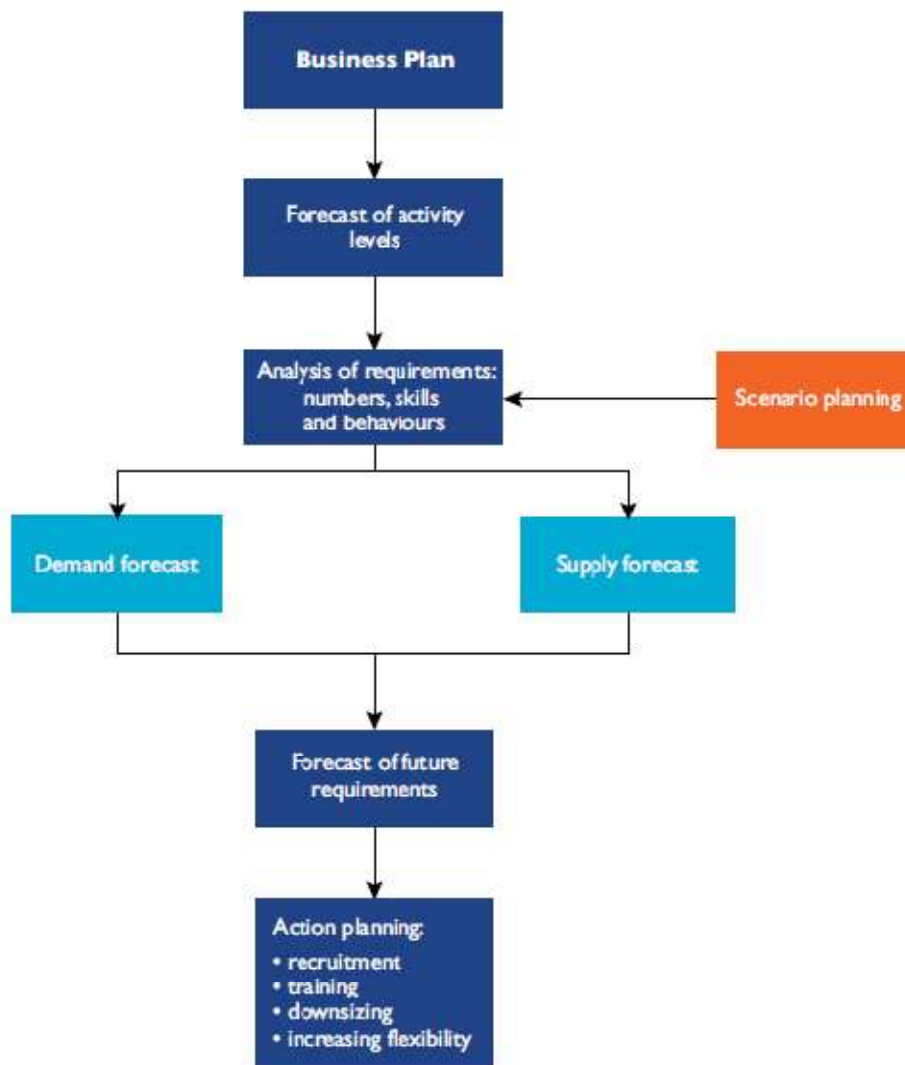 Business Plan
Forecast of activity
levels
Analysis of requirements:
numbers, skills
and behaviours
Scenario planning
Demand forecast
Supply forecast
Forecast of future
requirements
Action planning:
• recruitment
• training
• downsizing
• increasing flexibility